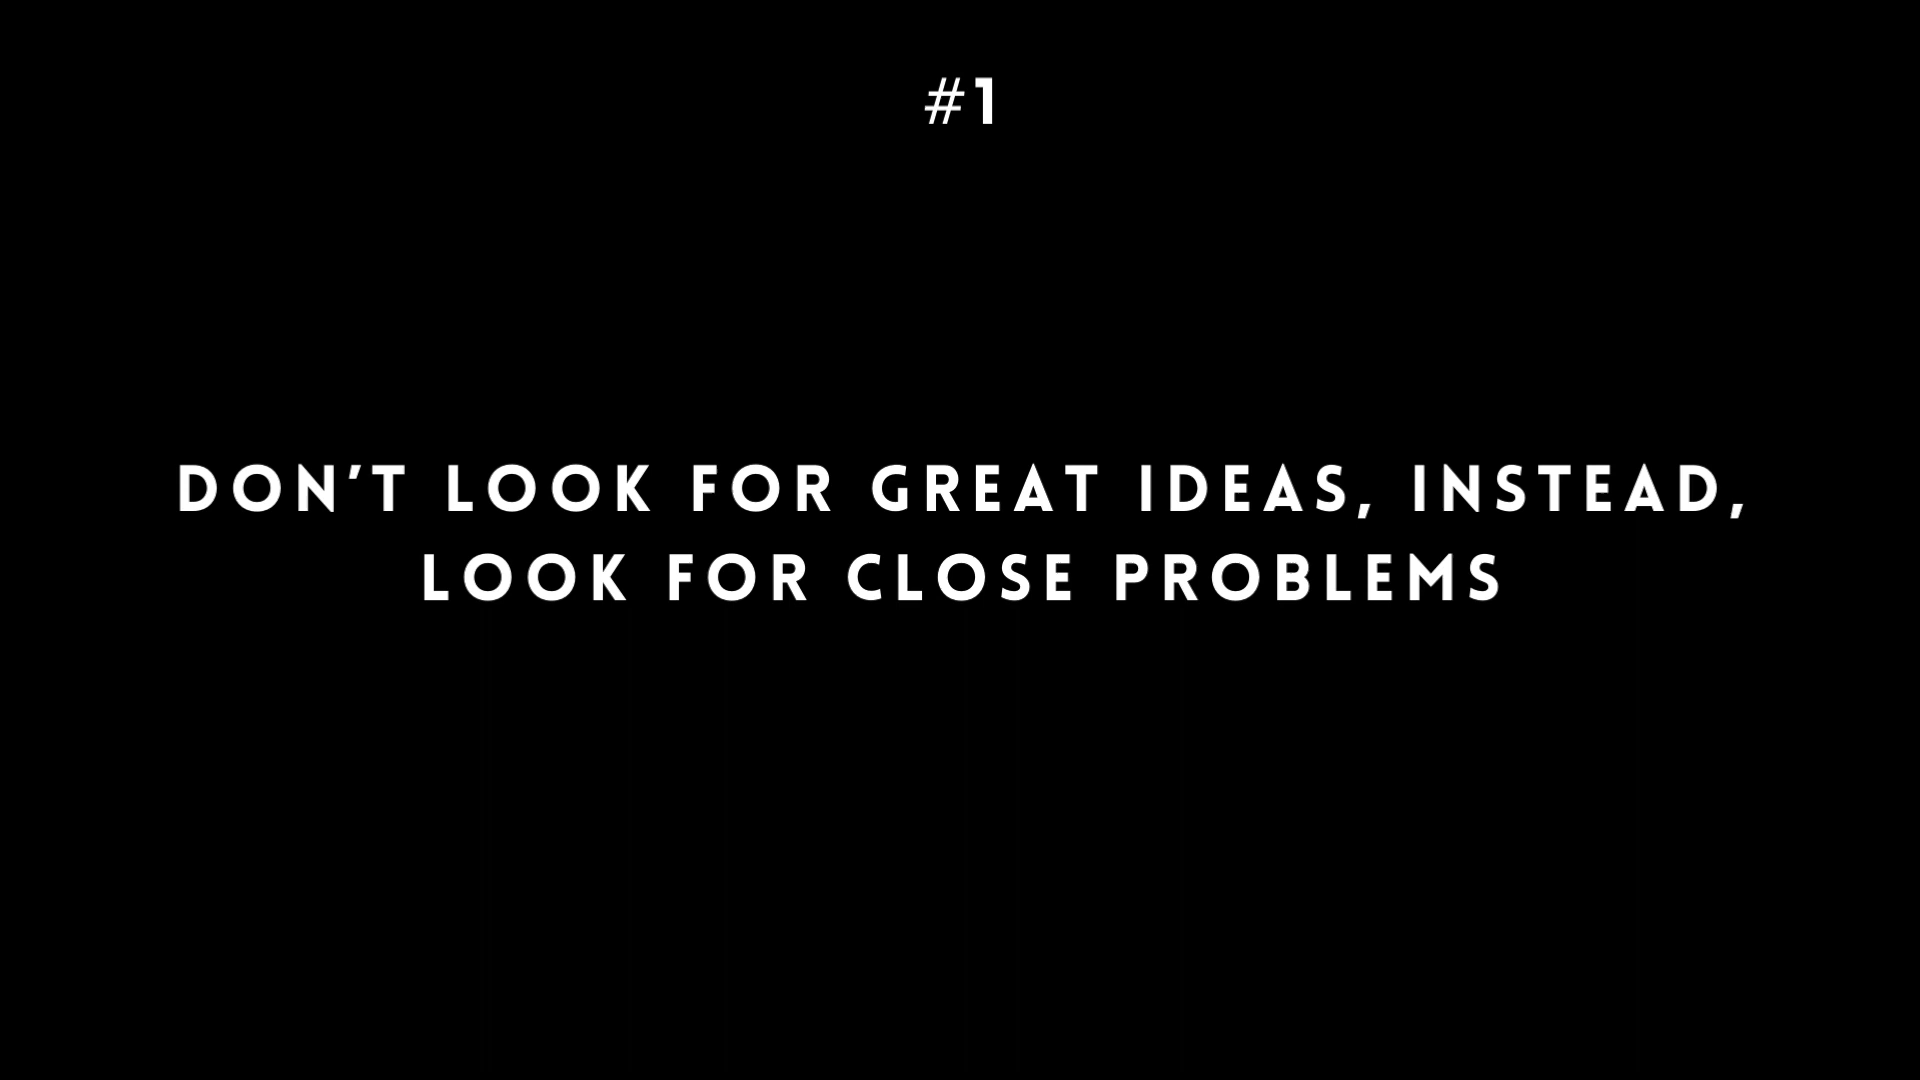 #1
DON'T LOOK FOR GREAT IDEAS, INSTEAD,
LOOK FOR CLOSE PROBLEMS